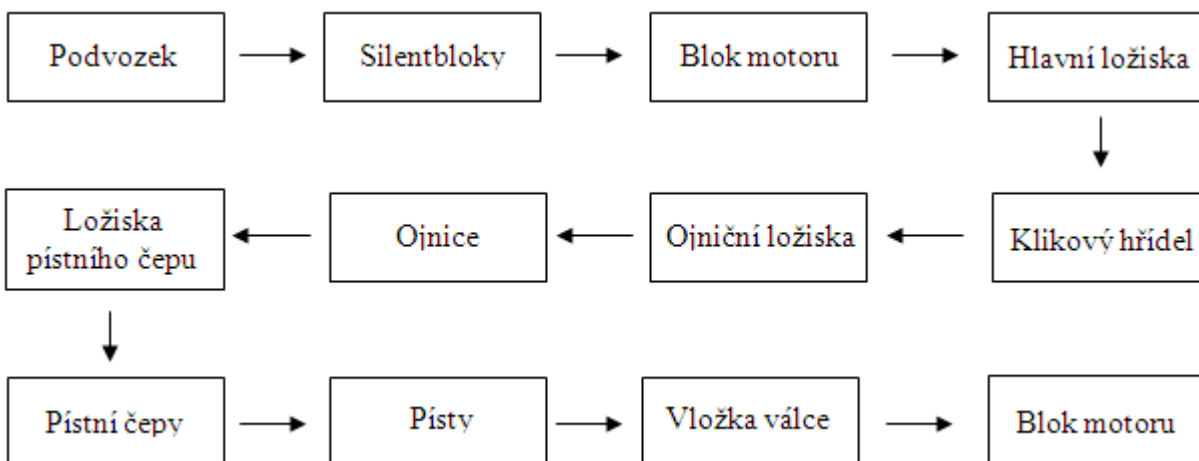 Podvozek
Silentbloky
Blok motoru
Hlavní ložiska
Klikový hřídel
Ojniční ložiska
Ojnice
Ložiska
pístního čepu
Pístní čepy
Písty
Vložka válce
Blok motoru